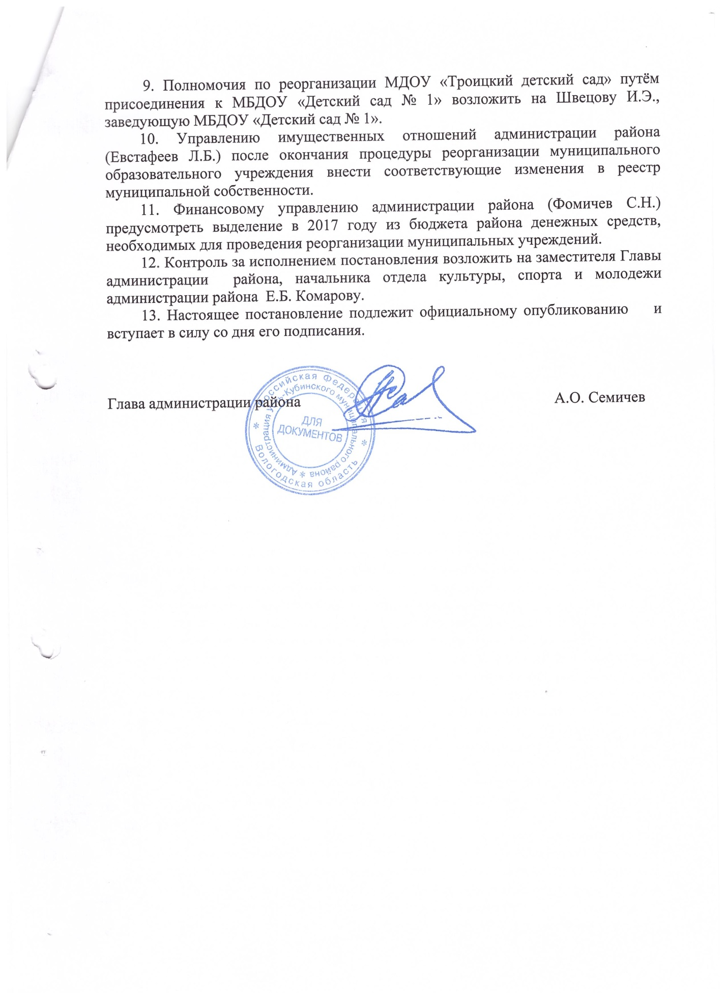 9. Полномочия по реорганизации МДОУ «Троицкий детский сад» путём
присоединения к МБДОУ «Детский сад № 1» возложить на Швецову И.Э.,
заведующую МБДОУ «Детский сад № 1».
10. Управлению имущественных отношений администрации района
(Евстафеев Л.Б.) после окончания процедуры реорганизации муниципального
образовательного учреждения внести соответствующие изменения в реестр
муниципальной собственности.
11. Финансовому управлению администрации района (Фомичев С.Н.)
предусмотреть выделение в 2017 году из бюджета района денежных средств,
необходимых для проведения реорганизации муниципальных учреждений.
12. Контроль за исполнением постановления возложить на заместителя Главы
администрации района, начальника отдела культуры, спорта и молодежи
администрации района Е.Б. Комарову.
13. Настоящее постановление подлежит официальному опубликованию и
вступает в силу со дня его подписания.
Глава администрации района
А.О. Семичев
Российская Федерация
* Вологодская область *
Администрация Усть-Кубинского муниципального района *
ДЛЯ
ДОКУМЕНТОВ